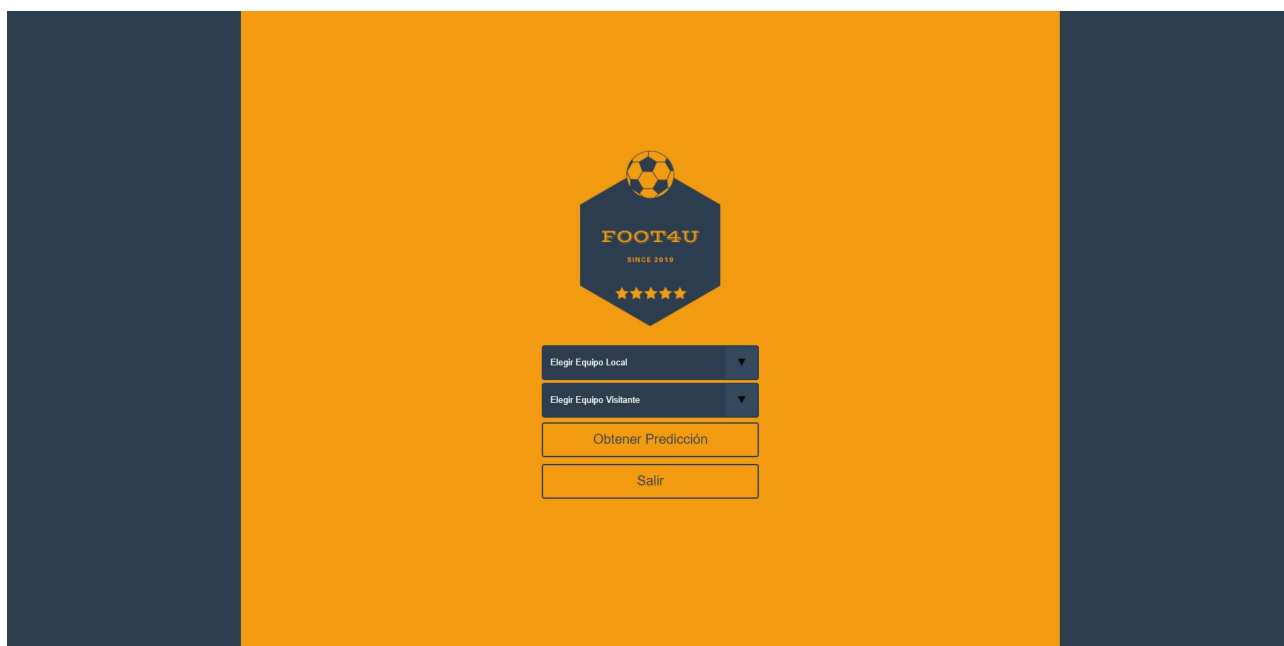 FOOT4U
SINCE 2019
Elegir Equipo Local
Elegir Equipo Visitante
Obtener Predicción
Salir